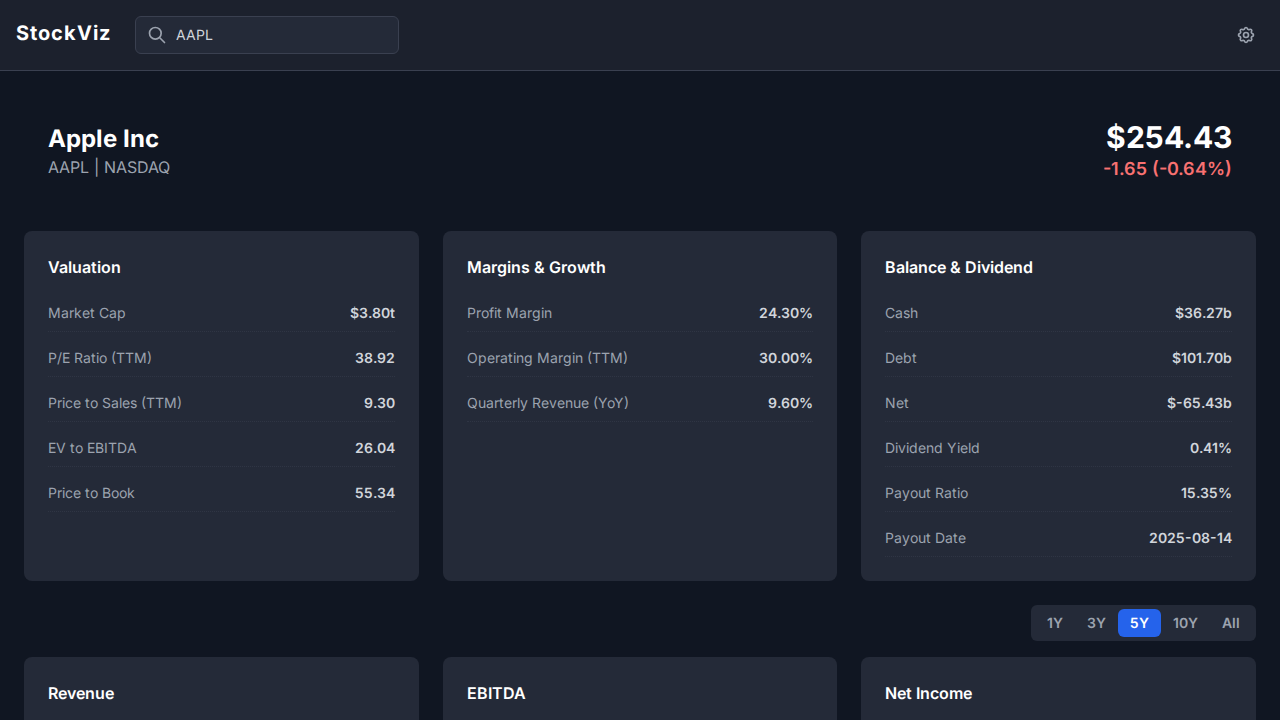 StockViz
AAPL
Apple Inc
AAPL | NASDAQ
$254.43
-1.65 (-0.64%)
Valuation
Market Cap $3.80t
P/E Ratio (TTM) 38.92
Price to Sales (TTM) 9.30
EV to EBITDA 26.04
Price to Book 55.34
Margins & Growth
Profit Margin 24.30%
Operating Margin (TTM) 30.00%
Quarterly Revenue (YoY) 9.60%
Balance & Dividend
Cash $36.27b
Debt $101.70b
Net $-65.43b
Dividend Yield 0.41%
Payout Ratio 15.35%
Payout Date 2025-08-14
1Y 3Y 5Y 10Y All
Revenue
EBITDA
Net Income